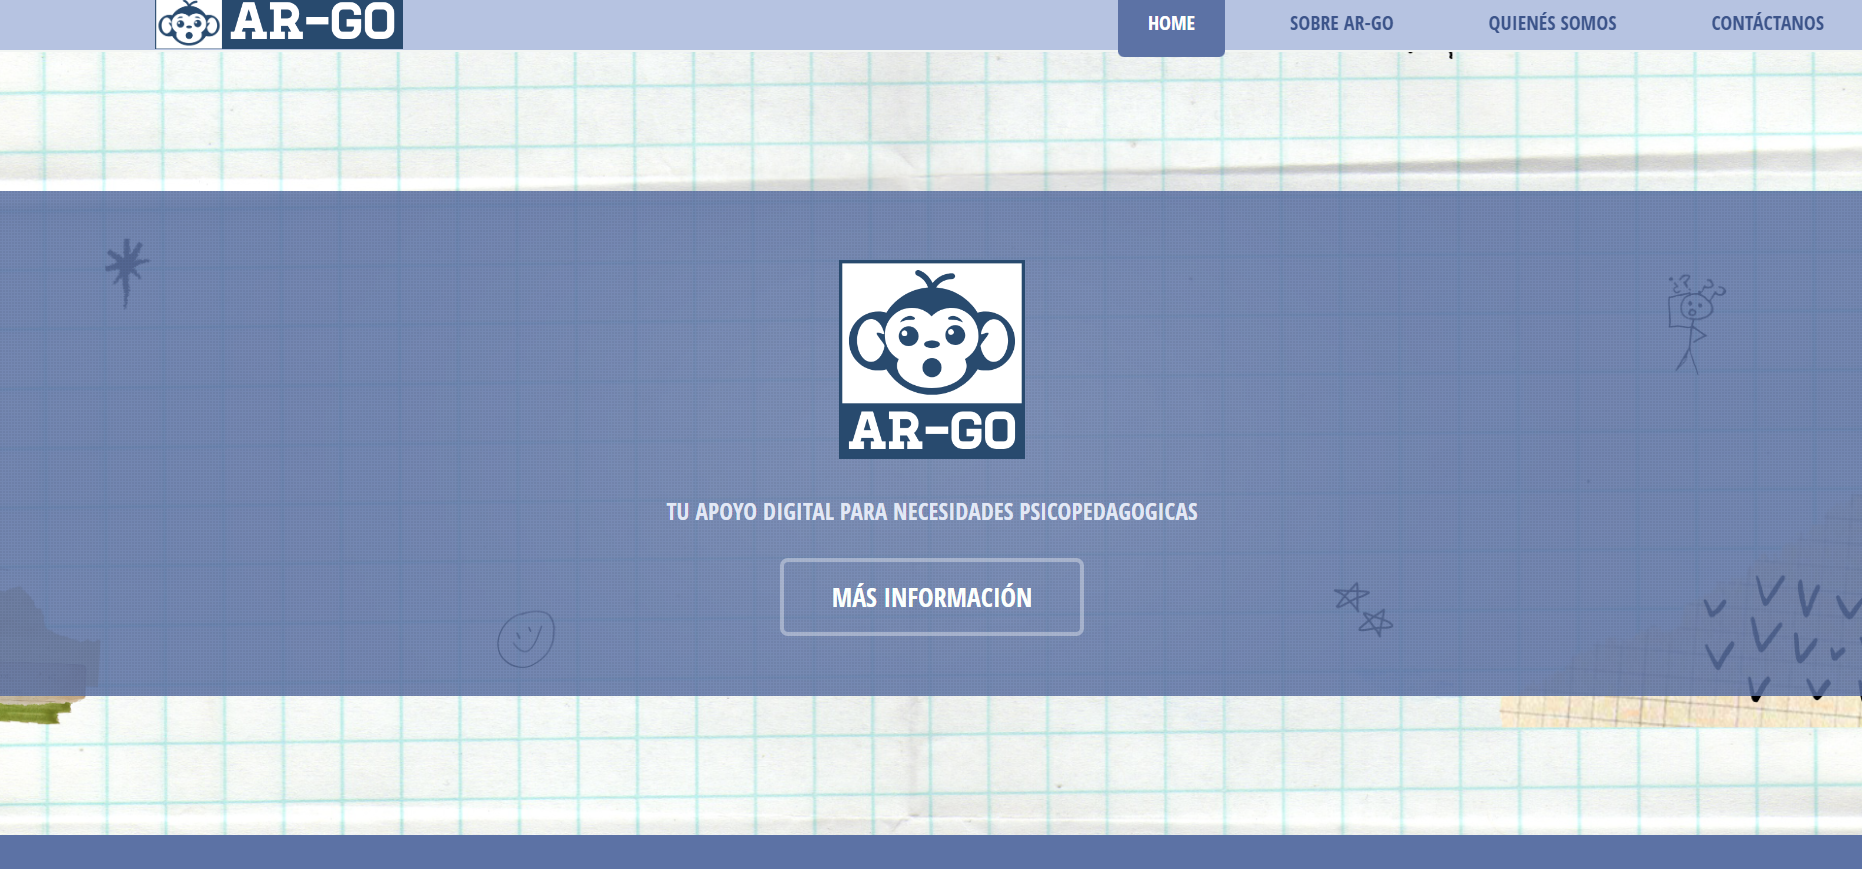 AR-GO
HOME
SOBRE AR-GO
QUIENÉS SOMOS
CONTÁCTANOS
AR-GO
TU APOYO DIGITAL PARA NECESIDADES PSICOPEDAGOGICAS
MÁS INFORMACIÓN